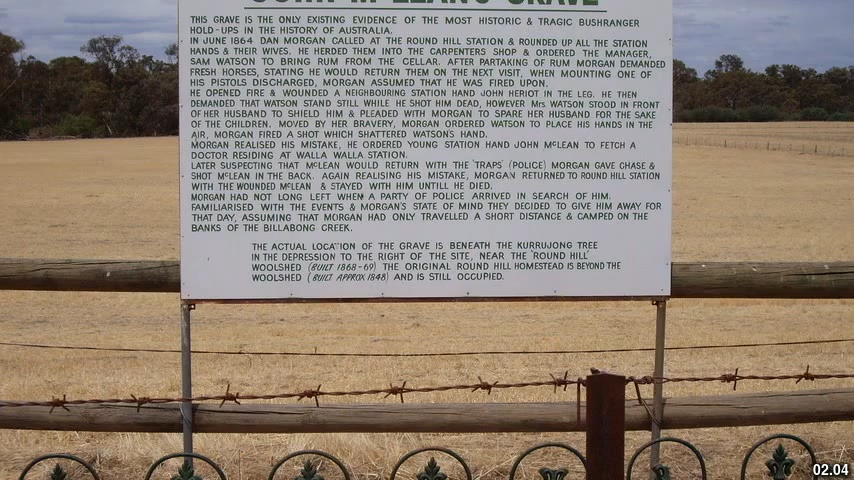 THIS GRAVE IS THE ONLY EXISTING EVIDENCE OF THE MOST HISTORIC & TRAGIC BUSHRANGER
HOLD-UPS IN THE HISTORY OF AUSTRALIA.
IN JUNE 1864 DAN MORGAN CALLED AT THE ROUND HILL STATION & ROUNDED UP ALL THE STATION
HANDS & THEIR WIVES. HE HERDED THEM INTO THE CARPENTERS SHOP & ORDERED THE MANAGER,
SAM WATSON TO BRING RUM FROM THE CELLAR. AFTER PARTAKING OF RUM MORGAN DEMANDED
FRESH HORSES, STATING HE WOULD RETURN THEM ON THE NEXT VISIT, WHEN MOUNTING ONE OF
HIS PISTOLS DISCHARGED, MORGAN ASSUMED THAT HE WAS FIRED UPON.
HE OPENED FIRE & WOUNDED A NEIGHBOURING STATION HAND JOHN HERIOT IN THE LEG. HE THEN
DEMANDED THAT WATSON STAND STILL WHILE HE SHOT HIM DEAD, HOWEVER Mrs WATSON STOOD IN FRONT
OF HER HUSBAND TO SHIELD HIM & PLEADED WITH MORGAN TO SPARE HER HUSBAND FOR THE SAKE
OF THE CHILDREN. MOVED BY HER BRAVERY, MORGAN ORDERED WATSON TO PLACE HIS HANDS IN THE
AIR, MORGAN FIRED A SHOT WHICH SHATTERED WATSON'S HAND.
MORGAN REALISED HIS MISTAKE, HE ORDERED YOUNG STATION HAND JOHN McLEAN TO FETCH A
DOCTOR RESIDING AT WALLA WALLA STATION.
LATER SUSPECTING THAT McLEAN WOULD RETURN WITH THE 'TRAPS' (POLICE) MORGAN GAVE CHASE &
SHOT McLEAN IN THE BACK. AGAIN REALISING HIS MISTAKE, MORGAN RETURNED TO ROUND HILL STATION
WITH THE WOUNDED McLEAN & STAYED WITH HIM UNTILL HE DIED.
MORGAN HAD NOT LONG LEFT WHEN A PARTY OF POLICE ARRIVED IN SEARCH OF HIM.
FAMILIARISED WITH THE EVENTS & MORGAN'S STATE OF MIND THEY DECIDED TO GIVE HIM AWAY FOR
THAT DAY, ASSUMING THAT MORGAN HAD ONLY TRAVELLED A SHORT DISTANCE & CAMPED ON THE
BANKS OF THE BILLABONG CREEK.
THE ACTUAL LOCATION OF THE GRAVE IS BENEATH THE KURRUJONG TREE
IN THE DEPRESSION TO THE RIGHT OF THE SITE, NEAR THE 'ROUND HILL'
WOOLSHED (BUILT 1868-69) THE ORIGINAL ROUND HILL HOMESTEAD IS BEYOND THE
WOOLSHED (BUILT APPROX 1848) AND IS STILL OCCUPIED.
02.04